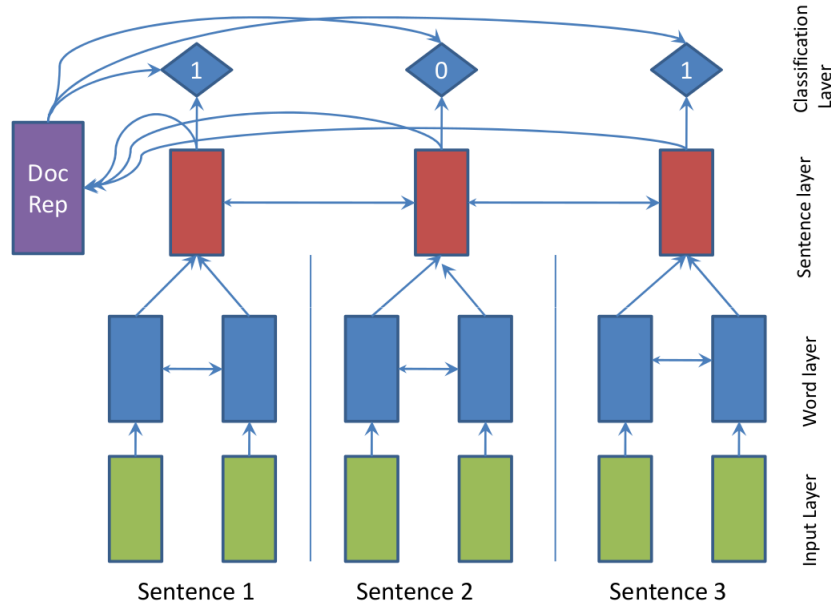 1
0
1
Classification
Layer
Doc
Rep
Sentence layer
Word layer
Input Layer
Sentence 1
Sentence 2
Sentence 3